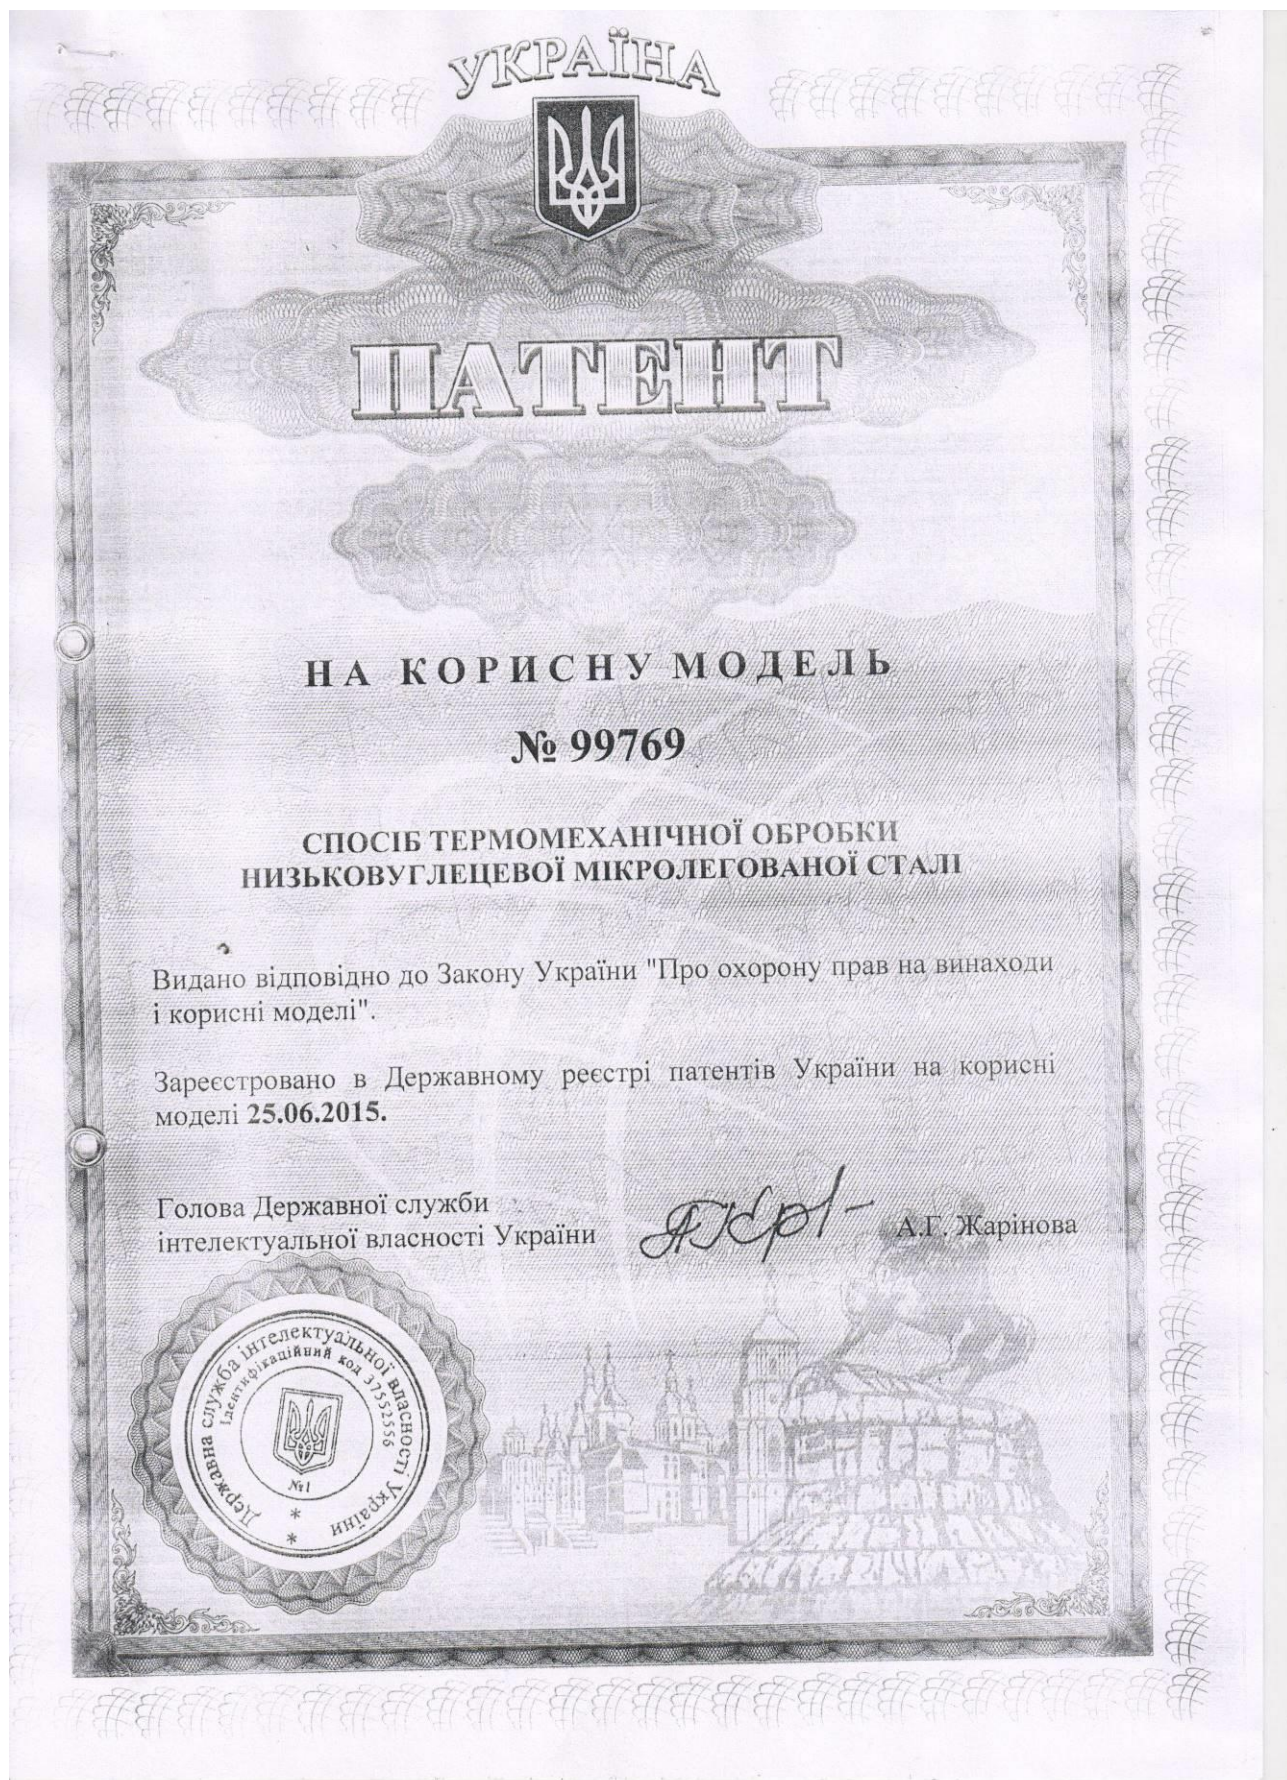 УКРАЇНА
ПАТЕНТ
НА КОРИСНУ МОДЕЛЬ
№ 99769
СПОСІБ ТЕРМОМЕХАНІЧНОЇ ОБРОБКИ
НИЗЬКОВУГЛЕЦЕВОЇ МІКРОЛЕГОВАНОЇ СТАЛІ
Видано відповідно до Закону України "Про охорону прав на винаходи
і корисні моделі".
Зареєстровано в Державному реєстрі патентів України на корисні
моделі 25.06.2015.
Голова Державної служби
інтелектуальної власності України
А.Г. Жарінова
Державна служба інтелектуальної власності України
Ідентифікаційний код 37552556
№1
* *